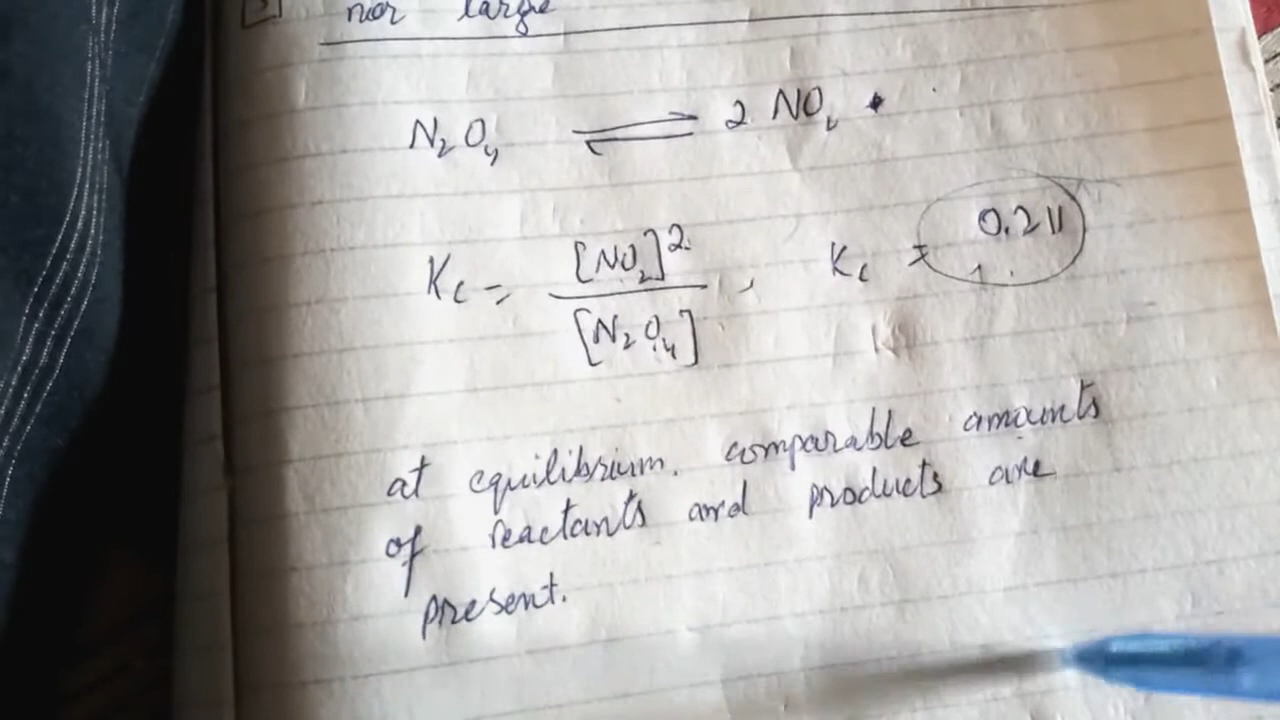 nor large
N₂O₄ ⇌ 2 NO₂
Kc = [NO₂]² / [N₂O₄] , Kc = 0.211
at equilibrium. comparable amounts
of reactants and products are
present.